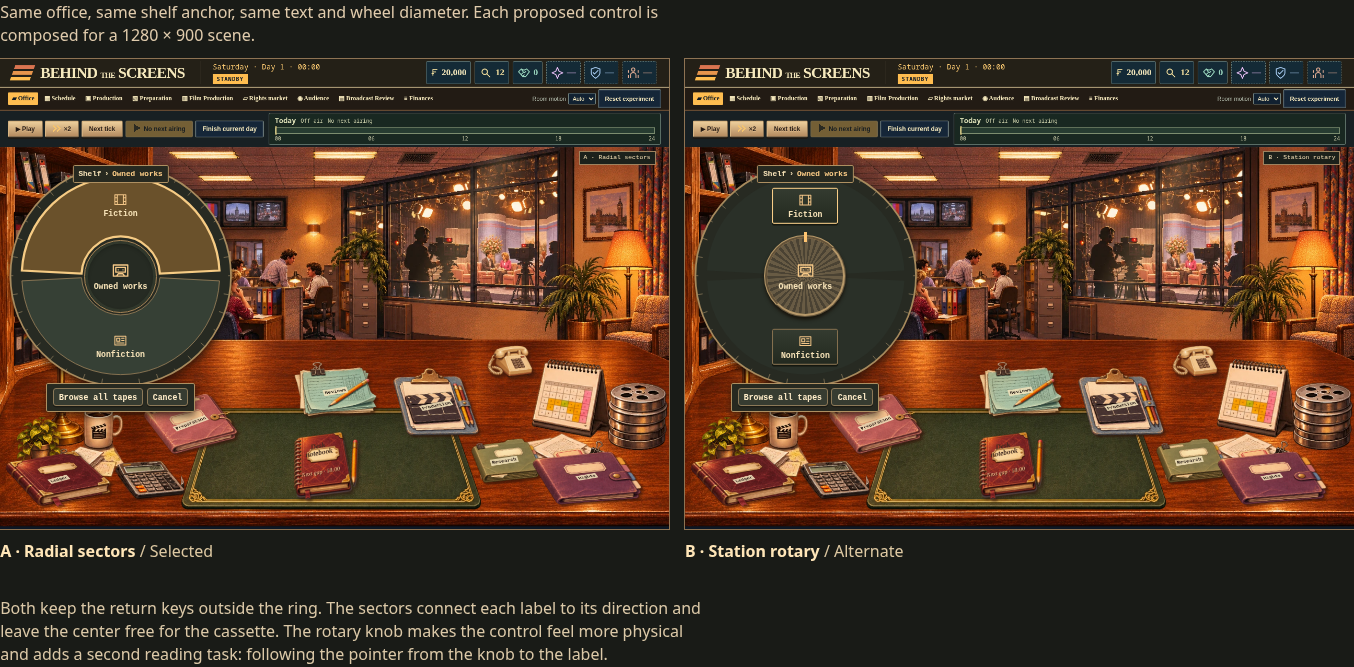 Same office, same shelf anchor, same text and wheel diameter. Each proposed control is
composed for a 1280 × 900 scene.
BEHIND THE SCREENS
Saturday · Day 1 · 00:00
STANDBY
20,000
12
0
—
—
—
Office
Schedule
Production
Preparation
Film Production
Rights market
Audience
Broadcast Review
Finances
Room motion
Auto
Reset experiment
Play
×2
Next tick
No next airing
Finish current day
Today Off air No next airing
00 06 12 18 24
A · Radial sectors
Shelf › Owned works
Fiction
Owned works
Nonfiction
Browse all tapes
Cancel
Preparation
Notebook
Research
Rights
BEHIND THE SCREENS
Saturday · Day 1 · 00:00
STANDBY
20,000
12
0
—
—
—
Office
Schedule
Production
Preparation
Film Production
Rights market
Audience
Broadcast Review
Finances
Room motion
Auto
Reset experiment
Play
×2
Next tick
No next airing
Finish current day
Today Off air No next airing
00 06 12 18 24
B · Station rotary
Shelf › Owned works
Fiction
Owned works
Nonfiction
Browse all tapes
Cancel
Preparation
Notebook
Research
Rights
A · Radial sectors / Selected
B · Station rotary / Alternate
Both keep the return keys outside the ring. The sectors connect each label to its direction and
leave the center free for the cassette. The rotary knob makes the control feel more physical
and adds a second reading task: following the pointer from the knob to the label.